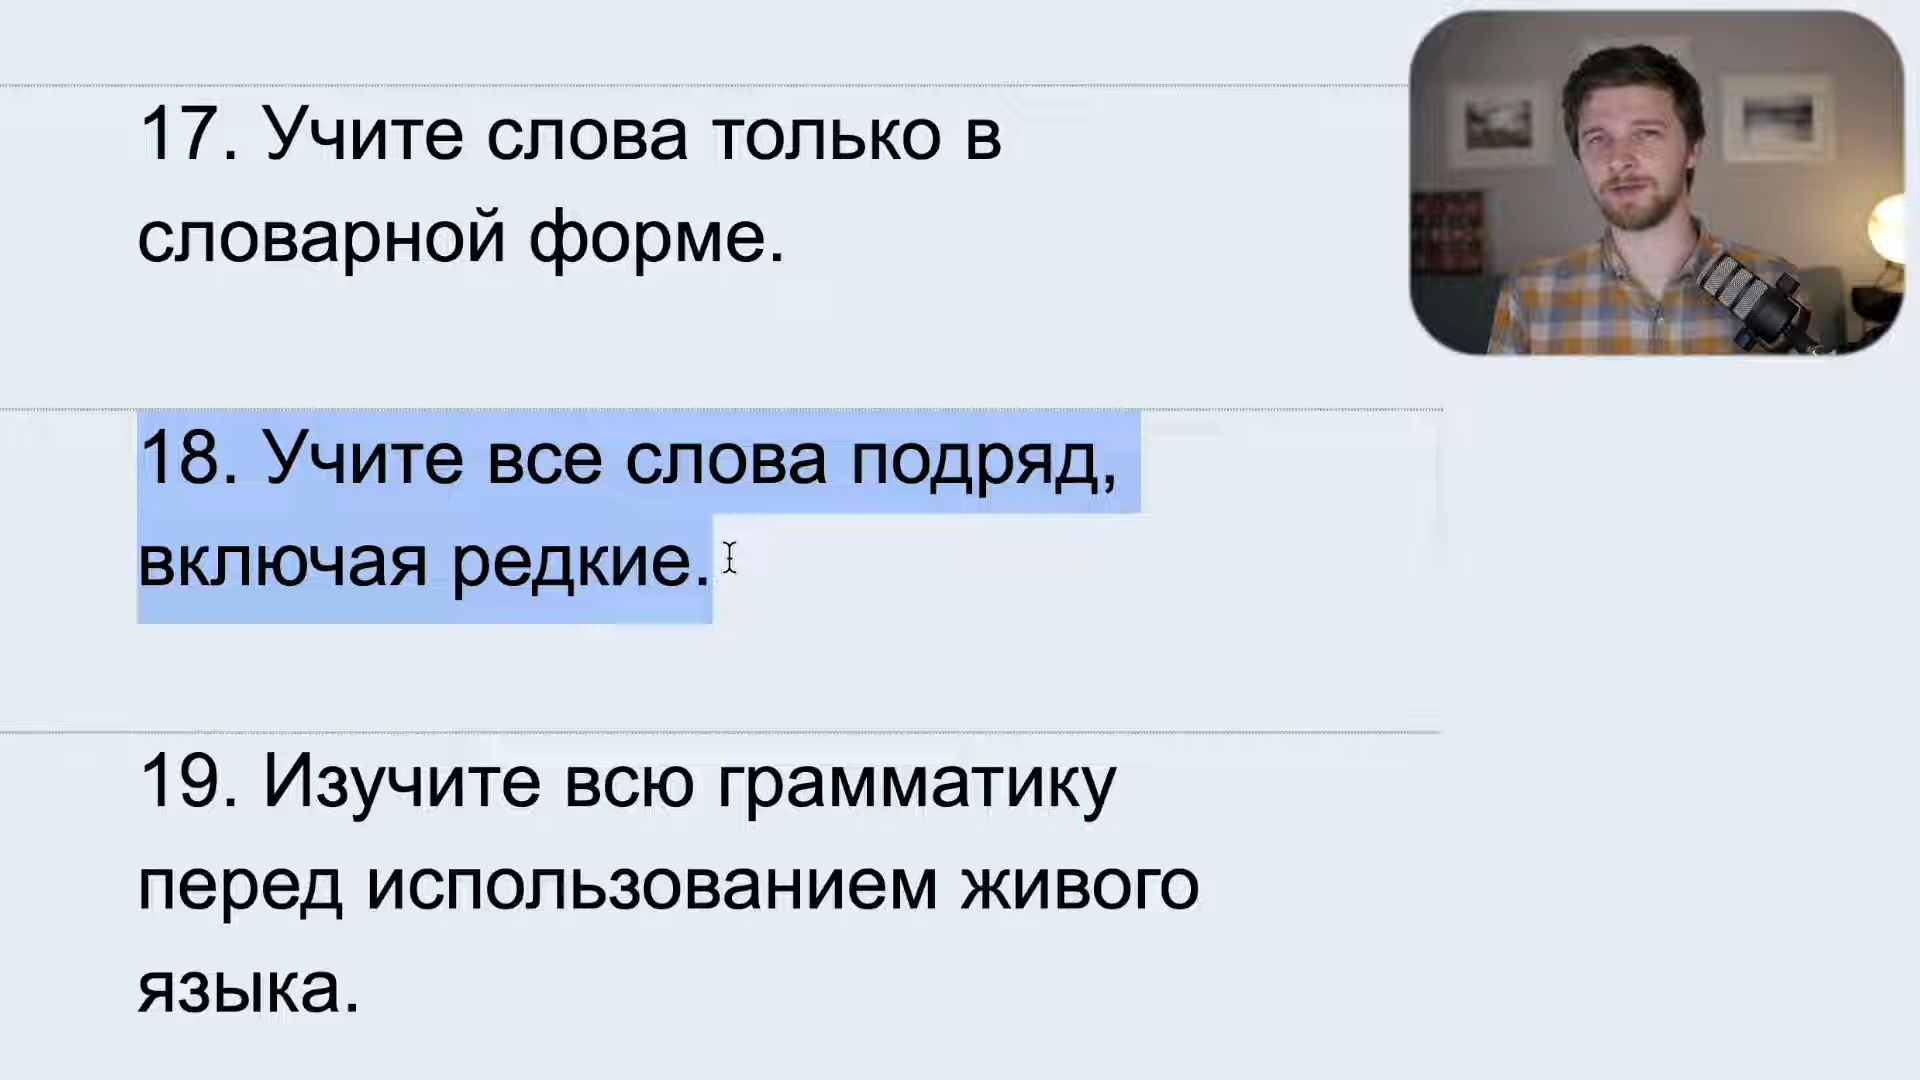 17. Учите слова только в
словарной форме.
18. Учите все слова подряд,
включая редкие.
19. Изучите всю грамматику
перед использованием живого
языка.